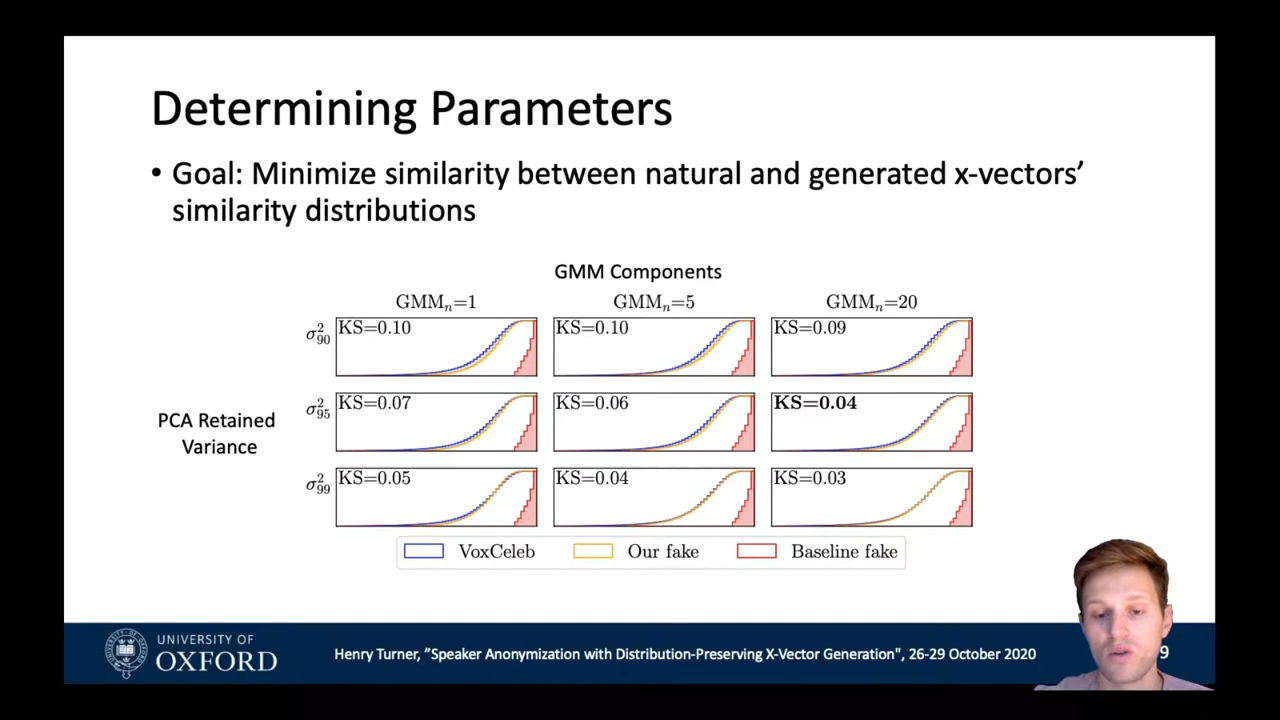 Determining Parameters
• Goal: Minimize similarity between natural and generated x-vectors’
similarity distributions
GMM Components
GMMₙ=1 GMMₙ=5 GMMₙ=20
σ²₉₀ KS=0.10 KS=0.10 KS=0.09
σ²₉₅ KS=0.07 KS=0.06 KS=0.04
PCA Retained
Variance
σ²₉₉ KS=0.05 KS=0.04 KS=0.03
VoxCeleb Our fake Baseline fake
UNIVERSITY OF
OXFORD
Henry Turner, ”Speaker Anonymization with Distribution-Preserving X-Vector Generation", 26-29 October 2020
9